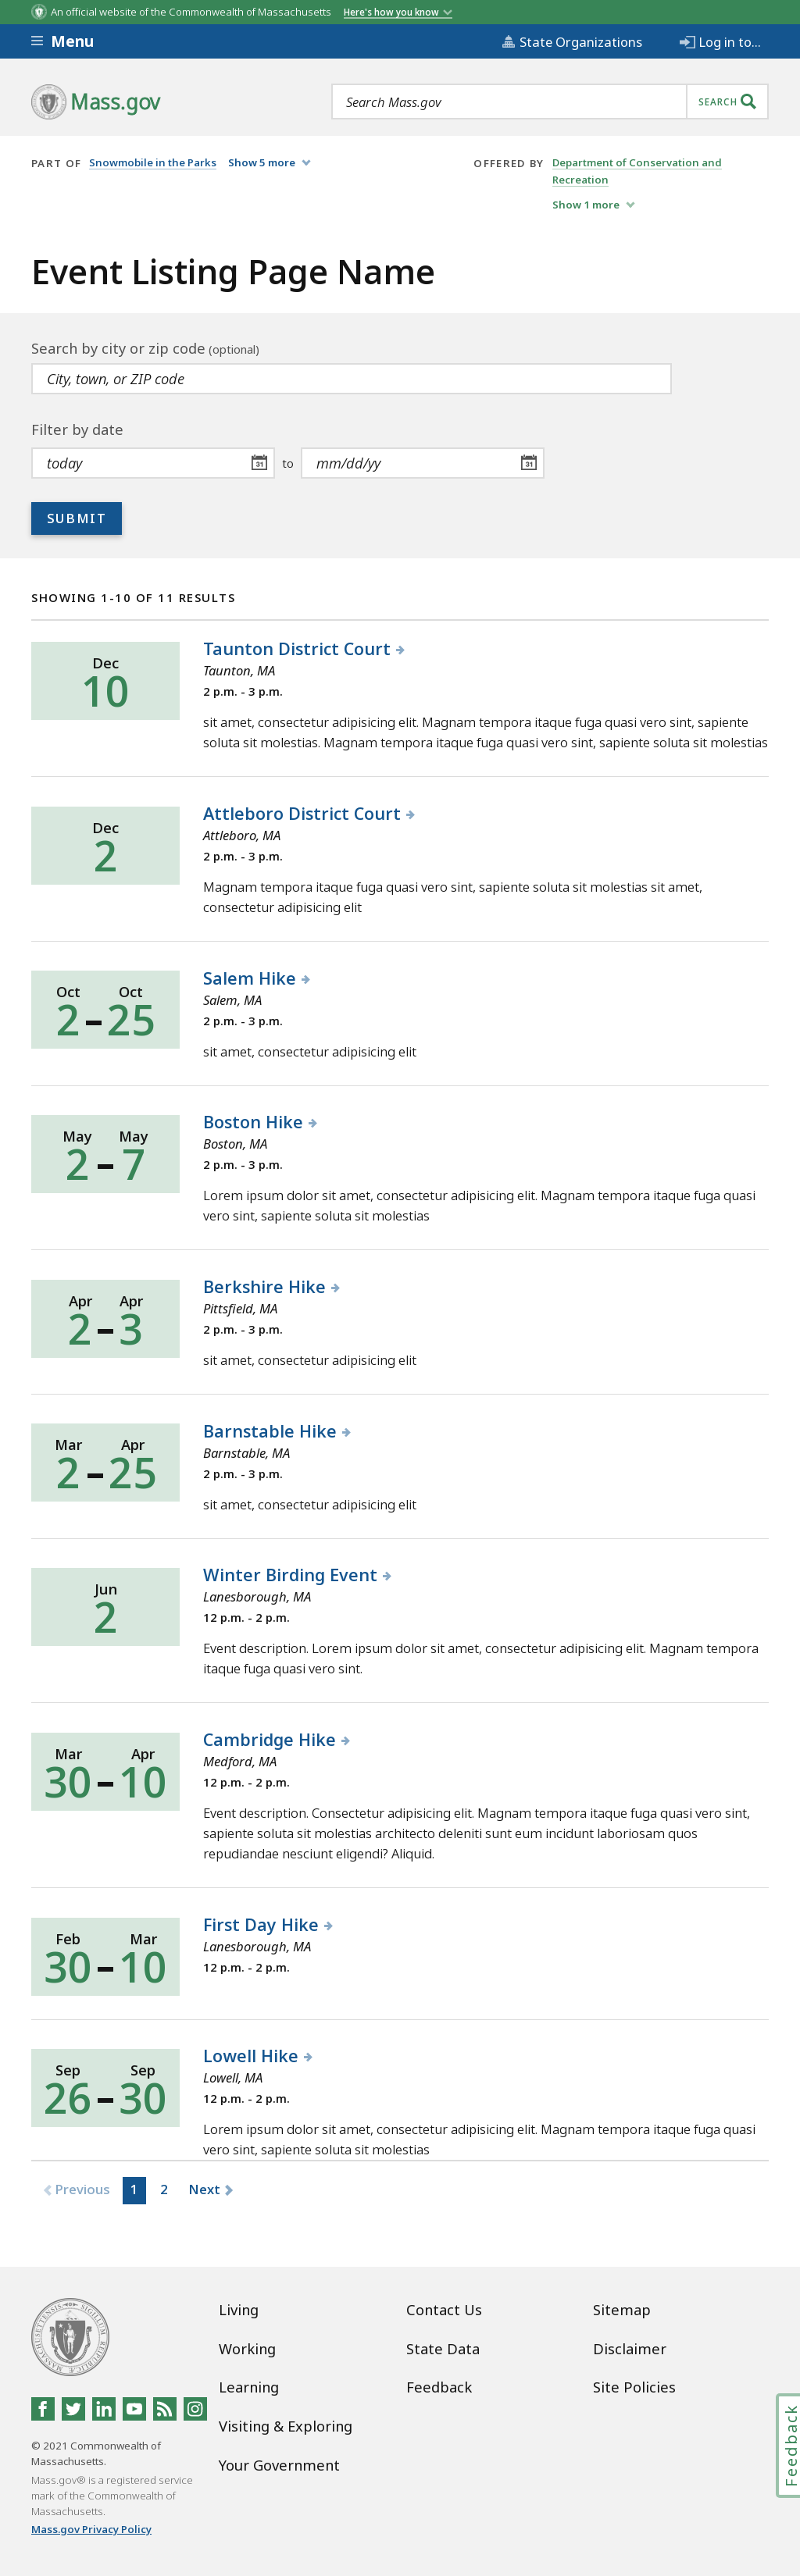 An official website of the Commonwealth of Massachusetts Here's how you know
Menu State Organizations Log in to...
Mass.gov Search Mass.gov SEARCH
PART OF Snowmobile in the Parks Show 5 more
OFFERED BY Department of Conservation and
Recreation
Show 1 more
Event Listing Page Name
Search by city or zip code (optional)
City, town, or ZIP code
Filter by date
today to mm/dd/yy
SUBMIT
SHOWING 1-10 OF 11 RESULTS
Dec
10
Taunton District Court
Taunton, MA
2 p.m. - 3 p.m.
sit amet, consectetur adipisicing elit. Magnam tempora itaque fuga quasi vero sint, sapiente
soluta sit molestias. Magnam tempora itaque fuga quasi vero sint, sapiente soluta sit molestias
Dec
2
Attleboro District Court
Attleboro, MA
2 p.m. - 3 p.m.
Magnam tempora itaque fuga quasi vero sint, sapiente soluta sit molestias sit amet,
consectetur adipisicing elit
Oct Oct
2 – 25
Salem Hike
Salem, MA
2 p.m. - 3 p.m.
sit amet, consectetur adipisicing elit
May May
2 – 7
Boston Hike
Boston, MA
2 p.m. - 3 p.m.
Lorem ipsum dolor sit amet, consectetur adipisicing elit. Magnam tempora itaque fuga quasi
vero sint, sapiente soluta sit molestias
Apr Apr
2 – 3
Berkshire Hike
Pittsfield, MA
2 p.m. - 3 p.m.
sit amet, consectetur adipisicing elit
Mar Apr
2 – 25
Barnstable Hike
Barnstable, MA
2 p.m. - 3 p.m.
sit amet, consectetur adipisicing elit
Jun
2
Winter Birding Event
Lanesborough, MA
12 p.m. - 2 p.m.
Event description. Lorem ipsum dolor sit amet, consectetur adipisicing elit. Magnam tempora
itaque fuga quasi vero sint.
Mar Apr
30 – 10
Cambridge Hike
Medford, MA
12 p.m. - 2 p.m.
Event description. Consectetur adipisicing elit. Magnam tempora itaque fuga quasi vero sint,
sapiente soluta sit molestias architecto deleniti sunt eum incidunt laboriosam quos
repudiandae nesciunt eligendi? Aliquid.
Feb Mar
30 – 10
First Day Hike
Lanesborough, MA
12 p.m. - 2 p.m.
Sep Sep
26 – 30
Lowell Hike
Lowell, MA
12 p.m. - 2 p.m.
Lorem ipsum dolor sit amet, consectetur adipisicing elit. Magnam tempora itaque fuga quasi
vero sint, sapiente soluta sit molestias
Previous 1 2 Next
Living
Working
Learning
Visiting & Exploring
Your Government
Contact Us
State Data
Feedback
Sitemap
Disclaimer
Site Policies
© 2021 Commonwealth of
Massachusetts.
Mass.gov® is a registered service
mark of the Commonwealth of
Massachusetts.
Mass.gov Privacy Policy
Feedback